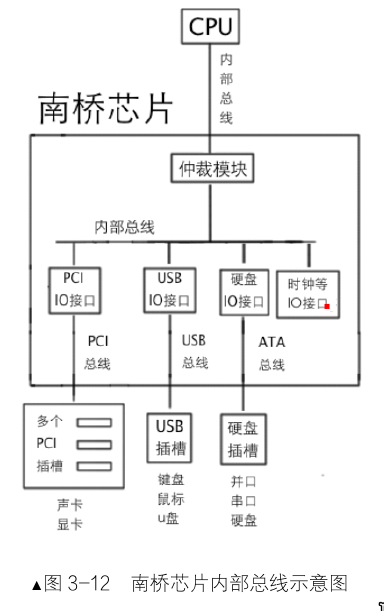 CPU
内部总线
南桥芯片
仲裁模块
内部总线
PCI
IO接口
USB
IO接口
硬盘
IO接口
时钟等
IO接口
PCI
总线
USB
总线
ATA
总线
多个
PCI
插槽
USB
插槽
硬盘
插槽
声卡
显卡
键盘
鼠标
u盘
并口
串口
硬盘
▲图 3-12 南桥芯片内部总线示意图